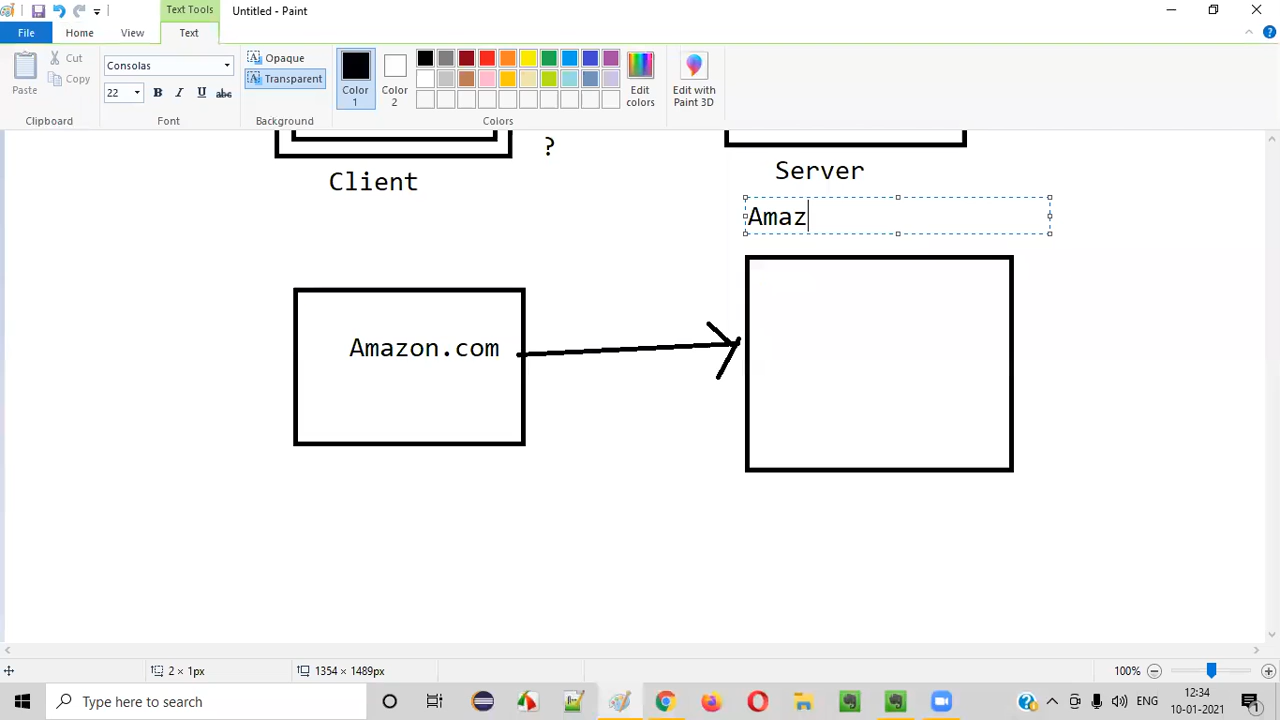 Text Tools
Untitled - Paint
File
Home
View
Text
Paste
Cut
Copy
Clipboard
Consolas
22
B
I
U
abc
Font
Opaque
Transparent
Background
Color
1
Color
2
Colors
Edit
colors
Edit with
Paint 3D
?
Client
Server
Amaz
Amazon.com
2 × 1px
1354 × 1489px
100%
Type here to search
ENG
12:34
10-01-2021
1